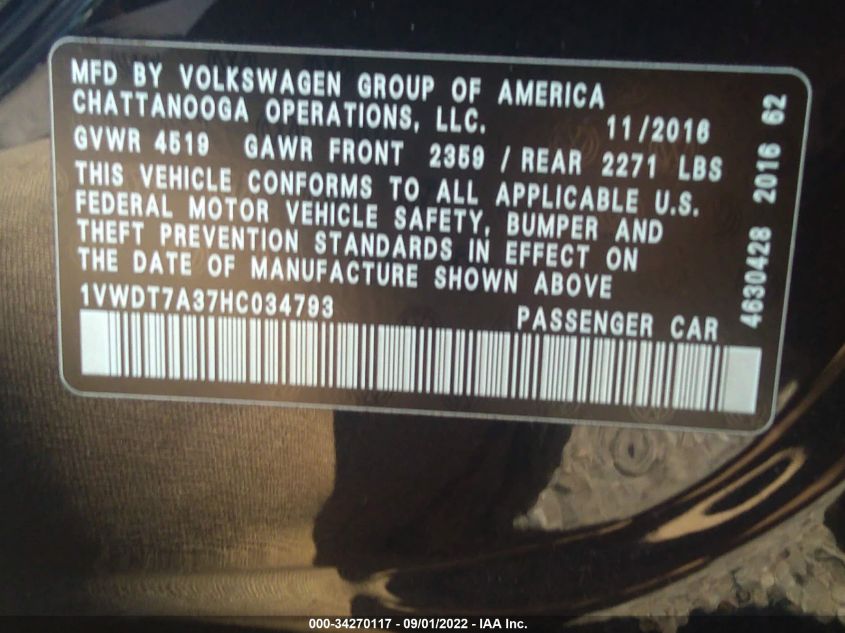 MFD BY VOLKSWAGEN GROUP OF AMERICA
CHATTANOOGA OPERATIONS, LLC. 11/2016
GVWR 4519 GAWR FRONT 2359 / REAR 2271 LBS
THIS VEHICLE CONFORMS TO ALL APPLICABLE U.S.
FEDERAL MOTOR VEHICLE SAFETY, BUMPER AND
THEFT PREVENTION STANDARDS IN EFFECT ON
THE DATE OF MANUFACTURE SHOWN ABOVE
1VWDT7A37HC034793 PASSENGER CAR
4630428 2016 62
000-34270117 - 09/01/2022 - IAA Inc.